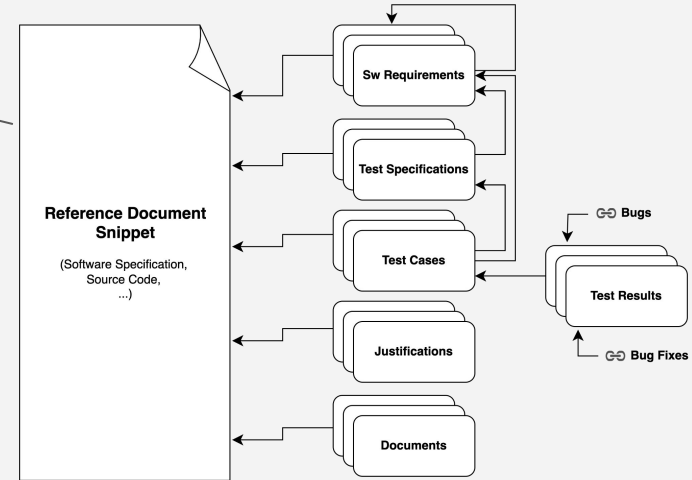 Sw Requirements
Test Specifications
Reference Document
Snippet
(Software Specification,
Source Code,
...)
Test Cases
Bugs
Test Results
Bug Fixes
Justifications
Documents